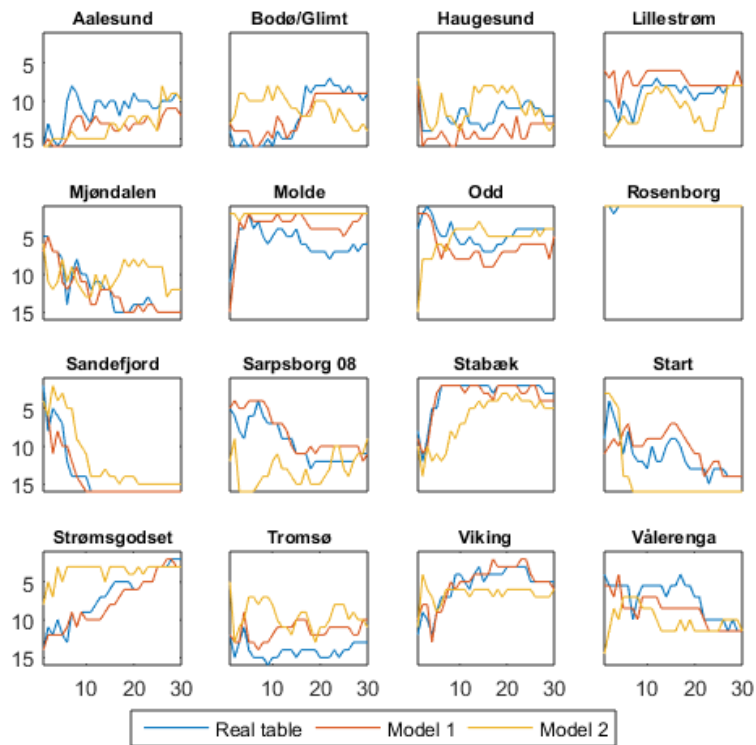 Aalesund Bodø/Glimt Haugesund Lillestrøm
5
10
15
Mjøndalen Molde Odd Rosenborg
5
10
15
Sandefjord Sarpsborg 08 Stabæk Start
5
10
15
Strømsgodset Tromsø Viking Vålerenga
5
10
15
10 20 30 10 20 30 10 20 30 10 20 30
Real table Model 1 Model 2